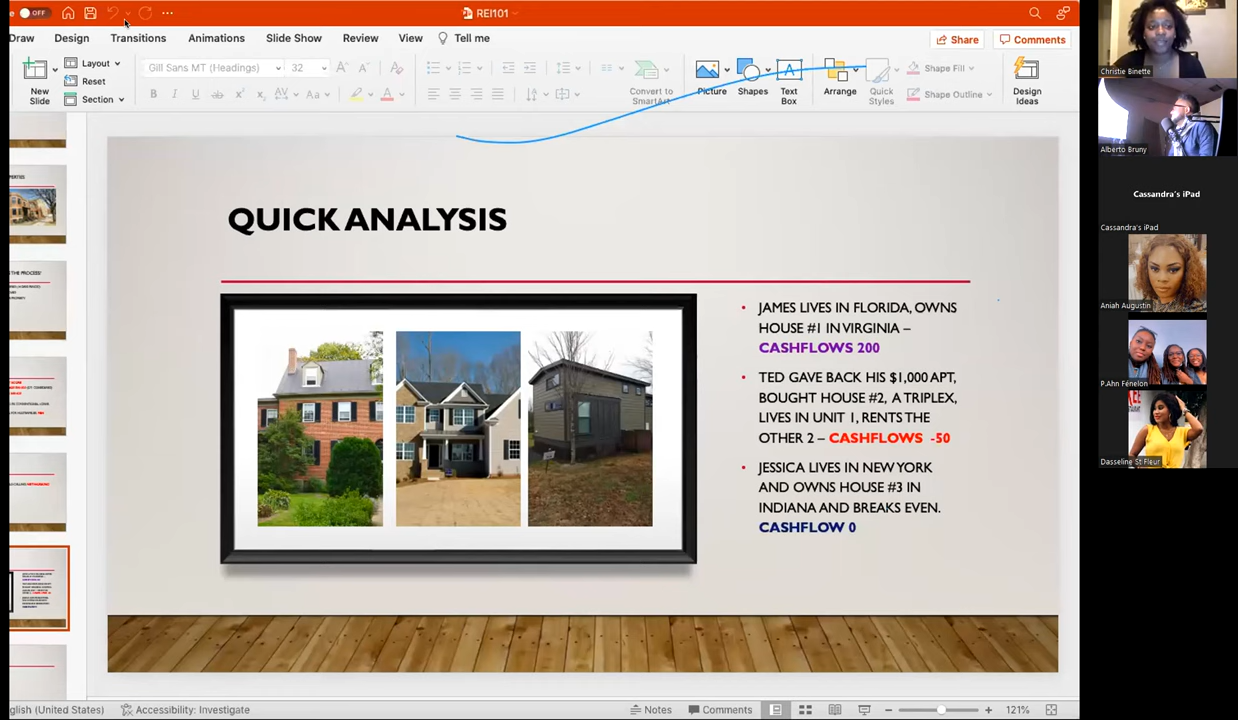 OFF
REI101
Draw Design Transitions Animations Slide Show Review View Tell me
Share Comments
Layout
Reset
Section
New
Slide
Gill Sans MT (Headings) 32
Convert to
SmartArt
Picture
Shapes
Text
Box
Arrange
Quick
Styles
Shape Fill
Shape Outline
Design
Ideas
QUICK ANALYSIS
• JAMES LIVES IN FLORIDA, OWNS
HOUSE #1 IN VIRGINIA –
CASHFLOWS 200
• TED GAVE BACK HIS $1,000 APT,
BOUGHT HOUSE #2, A TRIPLEX,
LIVES IN UNIT 1, RENTS THE
OTHER 2 – CASHFLOWS -50
• JESSICA LIVES IN NEW YORK
AND OWNS HOUSE #3 IN
INDIANA AND BREAKS EVEN.
CASHFLOW 0
glish (United States) Accessibility: Investigate Notes Comments 121%
Christie Binette
Alberto Bruny
Cassandra's iPad
Cassandra's iPad
Aniah Augustin
P.Ahn Fenelon
Dasseline St Fleur